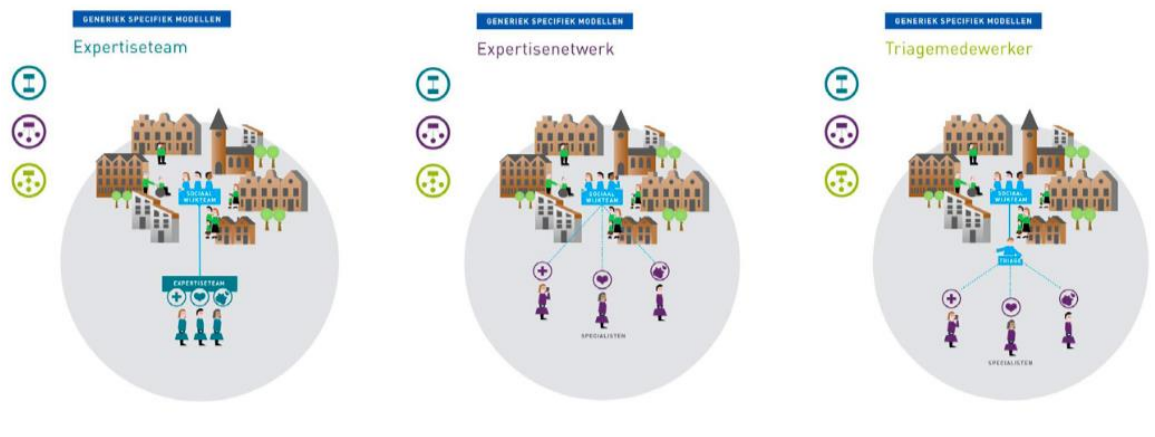 GENERIEK SPECIFIEK MODELLEN
Expertiseteam
SOCIAAL
WIJKTEAM
EXPERTISETEAM
GENERIEK SPECIFIEK MODELLEN
Expertisenetwerk
SOCIAAL
WIJKTEAM
SPECIALISTEN
GENERIEK SPECIFIEK MODELLEN
Triagemedewerker
SOCIAAL
WIJKTEAM
TRIAGE
SPECIALISTEN